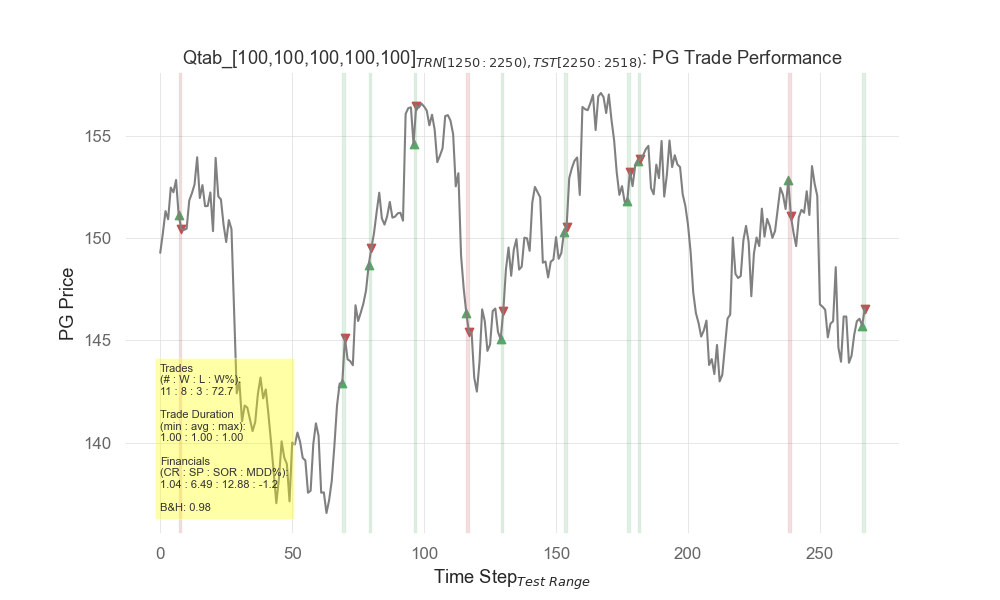 Qtab_[100,100,100,100,100]TRN[1250:2250),TST[2250:2518): PG Trade Performance
155
150
145
140
PG Price
Trades
(# : W : L : W%):
11 : 8 : 3 : 72.7
Trade Duration
(min : avg : max):
1.00 : 1.00 : 1.00
Financials
(CR : SP : SOR : MDD%):
1.04 : 6.49 : 12.88 : -1.2
B&H: 0.98
0 50 100 150 200 250
Time StepTest Range